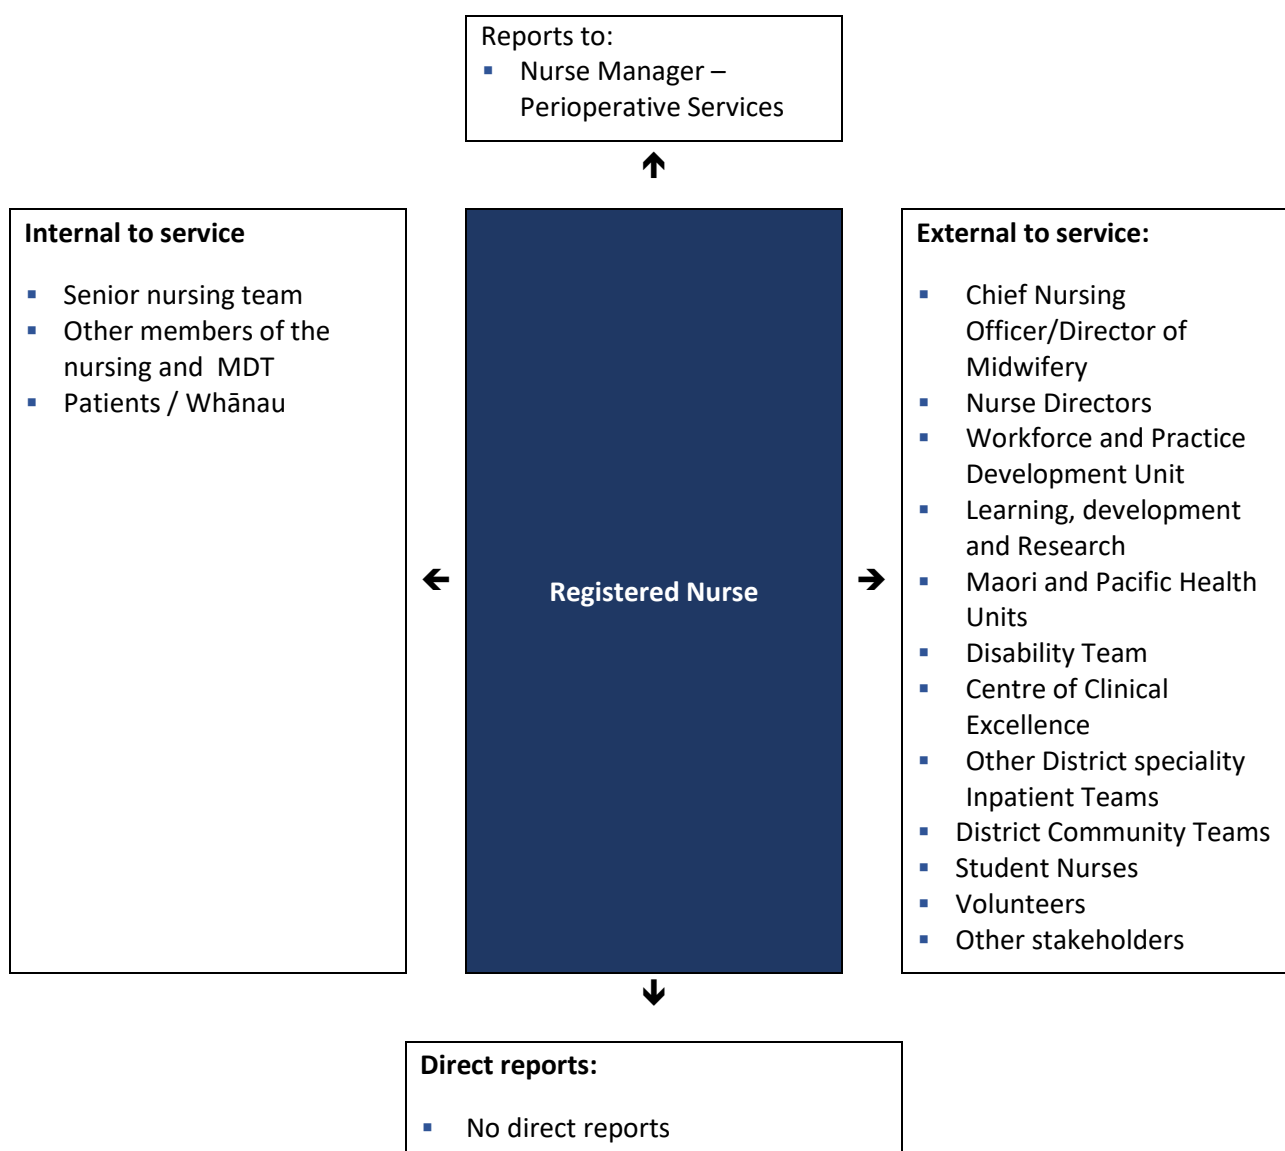 Reports to:
▪ Nurse Manager –
Perioperative Services
🡩
Internal to service
▪ Senior nursing team
▪ Other members of the
nursing and  MDT
▪ Patients / Whānau
🡨
Registered Nurse
🡪
External to service:
▪ Chief Nursing
Officer/Director of
Midwifery
▪ Nurse Directors
▪ Workforce and Practice
Development Unit
▪ Learning, development
and Research
▪ Maori and Pacific Health
Units
▪ Disability Team
▪ Centre of Clinical
Excellence
▪ Other District speciality
Inpatient Teams
▪ District Community Teams
▪ Student Nurses
▪ Volunteers
▪ Other stakeholders
🡫
Direct reports:
▪ No direct reports